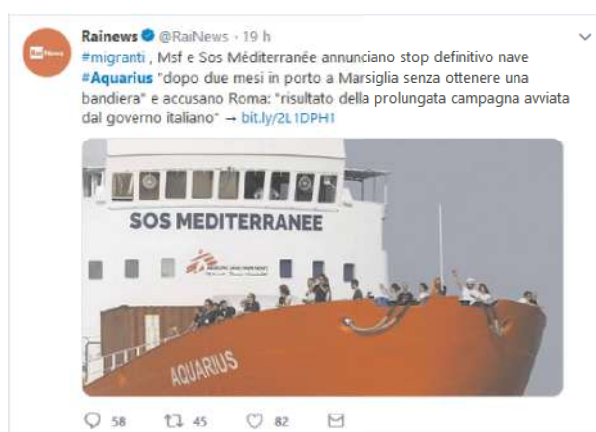 Rainews @RaiNews · 19 h
Rai News
#migranti , Msf e Sos Méditerranée annunciano stop definitivo nave
#Aquarius "dopo due mesi in porto a Marsiglia senza ottenere una
bandiera" e accusano Roma: "risultato della prolungata campagna avviata
dal governo italiano" → bit.ly/2L1DPH1
SOS MEDITERRANEE
AQUARIUS
58 45 82